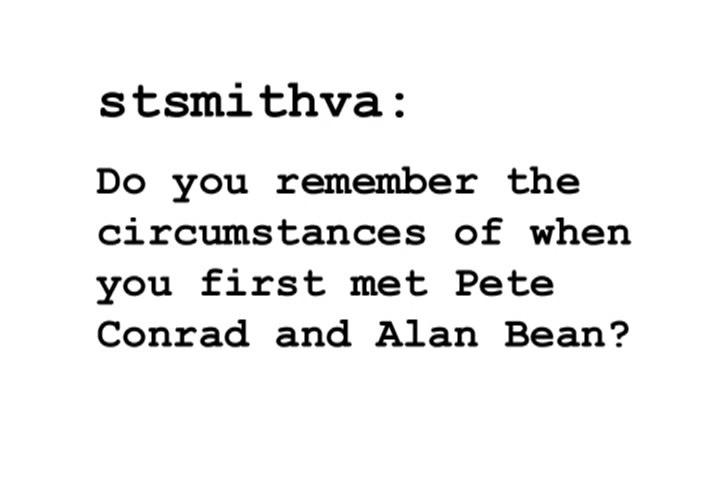 stsmithva:
Do you remember the
circumstances of when
you first met Pete
Conrad and Alan Bean?